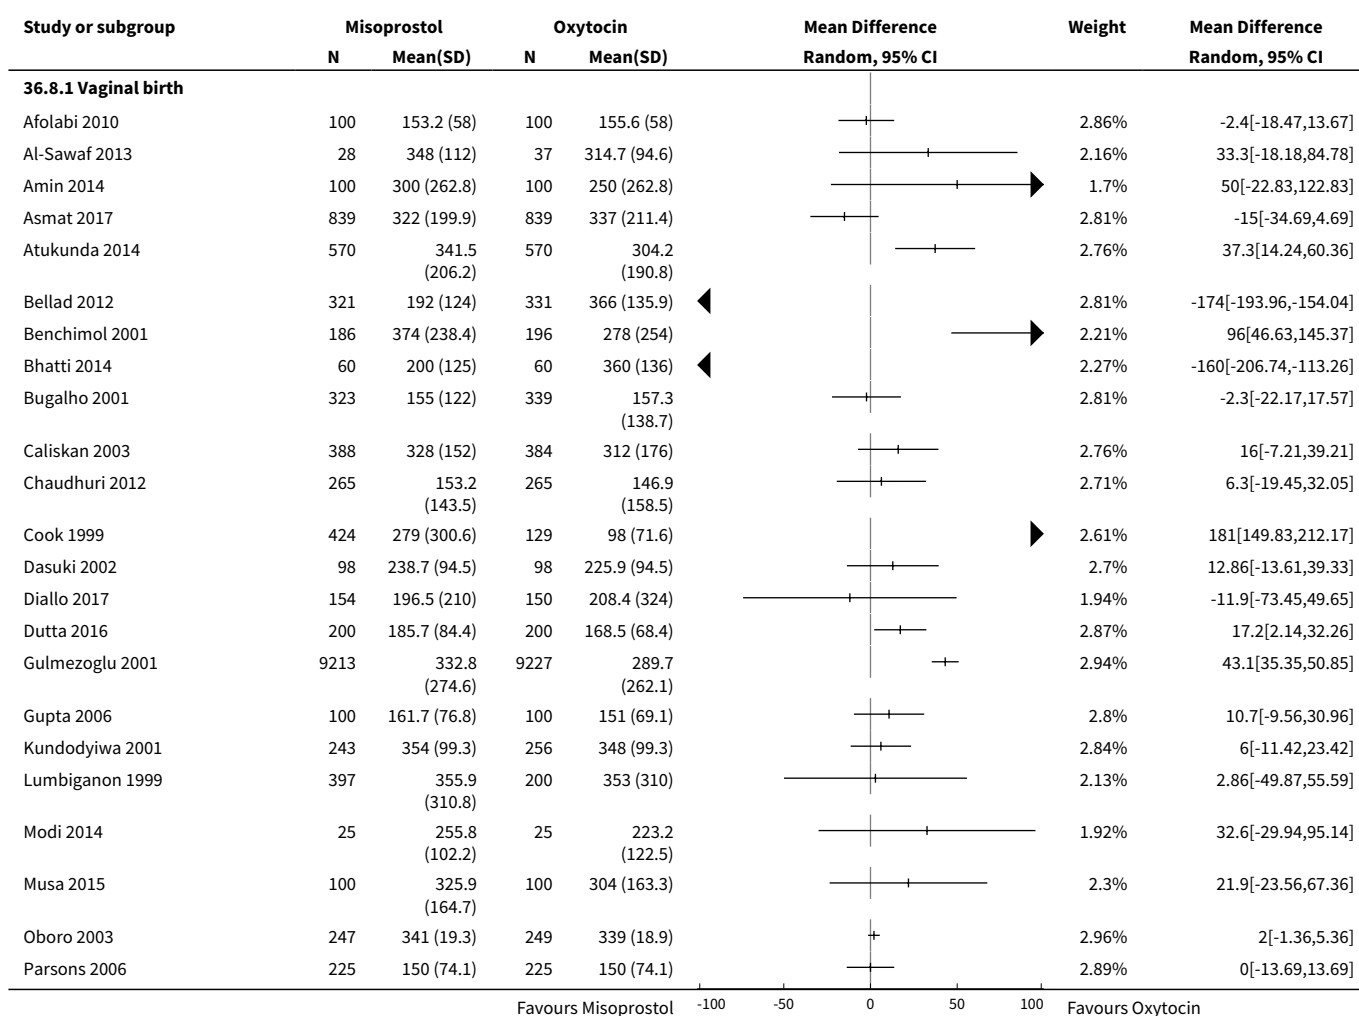 Study or subgroup Misoprostol Oxytocin Mean Difference Weight Mean Difference
N Mean(SD) N Mean(SD) Random, 95% CI Random, 95% CI
36.8.1 Vaginal birth
Afolabi 2010 100 153.2 (58) 100 155.6 (58) 2.86% -2.4[-18.47,13.67]
Al-Sawaf 2013 28 348 (112) 37 314.7 (94.6) 2.16% 33.3[-18.18,84.78]
Amin 2014 100 300 (262.8) 100 250 (262.8) 1.7% 50[-22.83,122.83]
Asmat 2017 839 322 (199.9) 839 337 (211.4) 2.81% -15[-34.69,4.69]
Atukunda 2014 570 341.5 570 304.2 2.76% 37.3[14.24,60.36]
(206.2) (190.8)
Bellad 2012 321 192 (124) 331 366 (135.9) 2.81% -174[-193.96,-154.04]
Benchimol 2001 186 374 (238.4) 196 278 (254) 2.21% 96[46.63,145.37]
Bhatti 2014 60 200 (125) 60 360 (136) 2.27% -160[-206.74,-113.26]
Bugalho 2001 323 155 (122) 339 157.3 2.81% -2.3[-22.17,17.57]
(138.7)
Caliskan 2003 388 328 (152) 384 312 (176) 2.76% 16[-7.21,39.21]
Chaudhuri 2012 265 153.2 265 146.9 2.71% 6.3[-19.45,32.05]
(143.5) (158.5)
Cook 1999 424 279 (300.6) 129 98 (71.6) 2.61% 181[149.83,212.17]
Dasuki 2002 98 238.7 (94.5) 98 225.9 (94.5) 2.7% 12.86[-13.61,39.33]
Diallo 2017 154 196.5 (210) 150 208.4 (324) 1.94% -11.9[-73.45,49.65]
Dutta 2016 200 185.7 (84.4) 200 168.5 (68.4) 2.87% 17.2[2.14,32.26]
Gulmezoglu 2001 9213 332.8 9227 289.7 2.94% 43.1[35.35,50.85]
(274.6) (262.1)
Gupta 2006 100 161.7 (76.8) 100 151 (69.1) 2.8% 10.7[-9.56,30.96]
Kundodyiwa 2001 243 354 (99.3) 256 348 (99.3) 2.84% 6[-11.42,23.42]
Lumbiganon 1999 397 355.9 200 353 (310) 2.13% 2.86[-49.87,55.59]
(310.8)
Modi 2014 25 255.8 25 223.2 1.92% 32.6[-29.94,95.14]
(102.2) (122.5)
Musa 2015 100 325.9 100 304 (163.3) 2.3% 21.9[-23.56,67.36]
(164.7)
Oboro 2003 247 341 (19.3) 249 339 (18.9) 2.96% 2[-1.36,5.36]
Parsons 2006 225 150 (74.1) 225 150 (74.1) 2.89% 0[-13.69,13.69]
Favours Misoprostol -100 -50 0 50 100 Favours Oxytocin